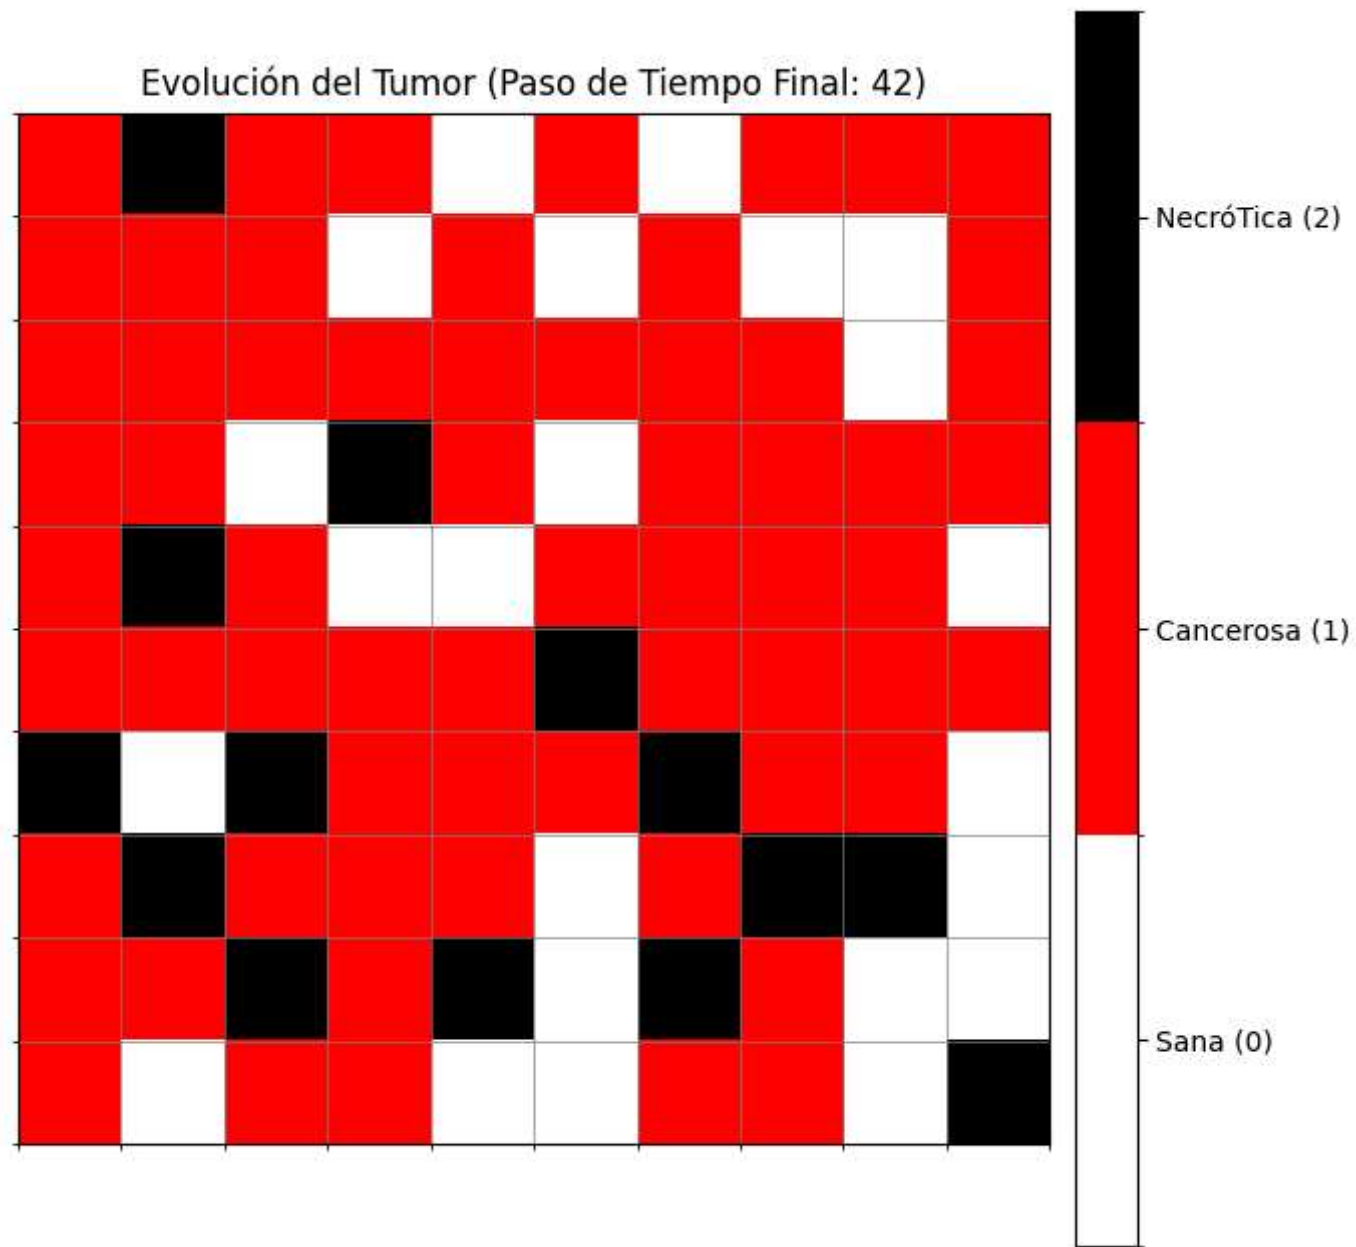 Evolución del Tumor (Paso de Tiempo Final: 42)
NecróTica (2)
Cancerosa (1)
Sana (0)